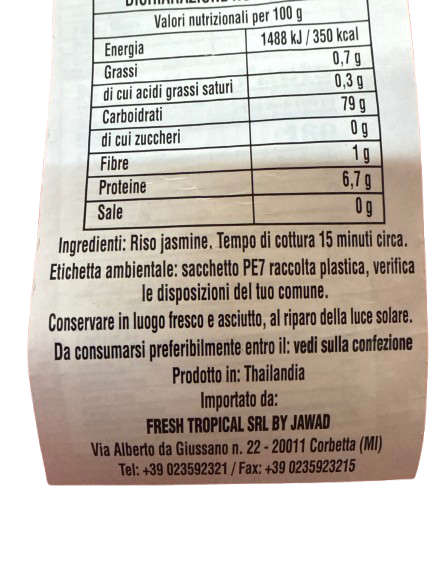 Valori nutrizionali per 100 g
Energia 1488 kJ / 350 kcal
Grassi 0,7 g
di cui acidi grassi saturi 0,3 g
Carboidrati 79 g
di cui zuccheri 0 g
Fibre 1 g
Proteine 6,7 g
Sale 0 g
Ingredienti: Riso jasmine. Tempo di cottura 15 minuti circa.
Etichetta ambientale: sacchetto PE7 raccolta plastica, verifica
le disposizioni del tuo comune.
Conservare in luogo fresco e asciutto, al riparo della luce solare.
Da consumarsi preferibilmente entro il: vedi sulla confezione
Prodotto in: Thailandia
Importato da:
FRESH TROPICAL SRL BY JAWAD
Via Alberto da Giussano n. 22 - 20011 Corbetta (MI)
Tel: +39 023592321 / Fax: +39 0235923215